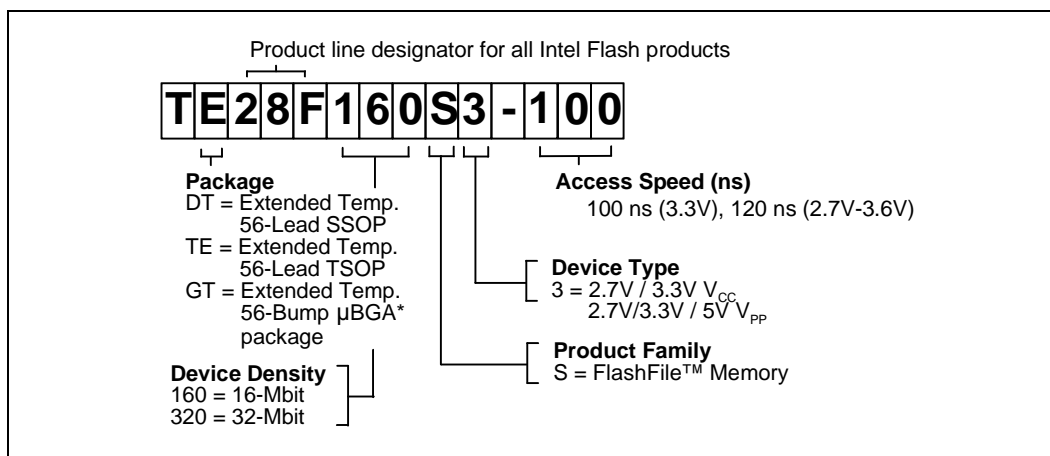 Product line designator for all Intel Flash products
TE28F160S3-100
Package
DT = Extended Temp.
56-Lead SSOP
TE = Extended Temp.
56-Lead TSOP
GT = Extended Temp.
56-Bump µBGA*
package
Device Density
160 = 16-Mbit
320 = 32-Mbit
Access Speed (ns)
100 ns (3.3V), 120 ns (2.7V-3.6V)
Device Type
3 = 2.7V / 3.3V VCC
2.7V/3.3V / 5V VPP
Product Family
S = FlashFile™ Memory